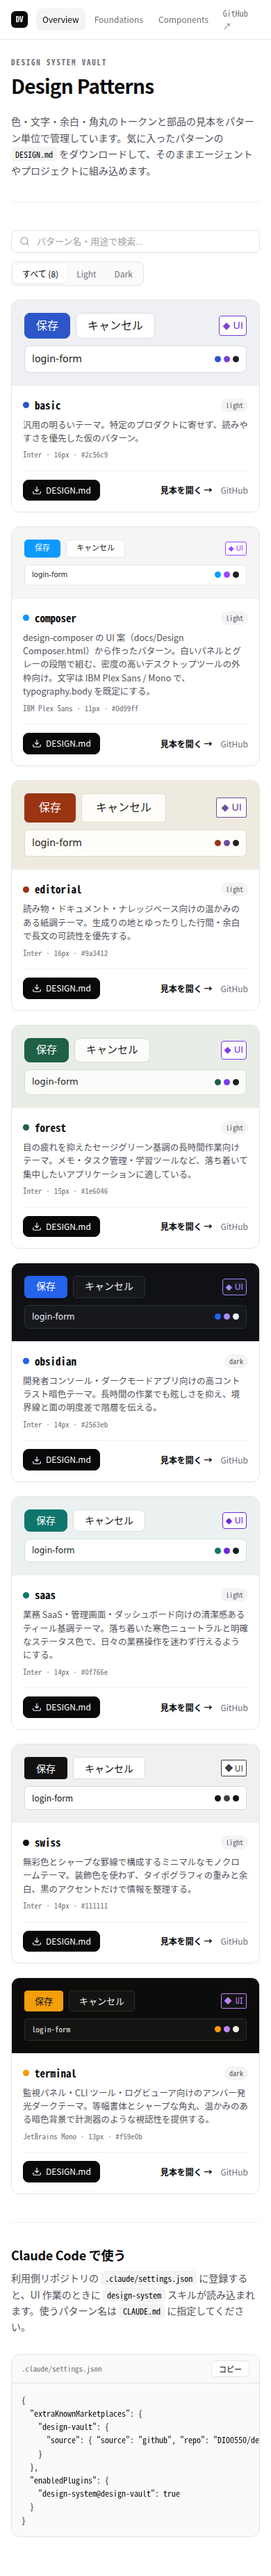 DV Overview Foundations Components GitHub ↗
DESIGN SYSTEM VAULT
Design Patterns
色・文字・余白・角丸のトークンと部品の見本をパター
ン単位で管理しています。気に入ったパターンの
DESIGN.md をダウンロードして、そのままエージェント
やプロジェクトに組み込めます。
パターン名・用途で検索...
すべて (8) Light Dark
保存 キャンセル ◆ UI
login-form
basic light
汎用の明るいテーマ。特定のプロダクトに寄せず、読みや
すさを優先した仮のパターン。
Inter · 16px · #2c56c9
DESIGN.md 見本を開く → GitHub
保存 キャンセル ◆ UI
login-form
composer light
design-composer の UI 案（docs/Design
Composer.html）から作ったパターン。白いパネルとグ
レーの段階で組む、密度の高いデスクトップツールの外
枠向け。文字は IBM Plex Sans / Mono で、
typography.body を既定にする。
IBM Plex Sans · 11px · #0d99ff
DESIGN.md 見本を開く → GitHub
保存 キャンセル ◆ UI
login-form
editorial light
読み物・ドキュメント・ナレッジベース向けの温かみの
ある紙調テーマ。生成りの地とゆったりした行間・余白
で長文の可読性を優先する。
Inter · 16px · #9a3412
DESIGN.md 見本を開く → GitHub
保存 キャンセル ◆ UI
login-form
forest light
目の疲れを抑えたセージグリーン基調の長時間作業向け
テーマ。メモ・タスク管理・学習ツールなど、落ち着いて
集中したいアプリケーションに適している。
Inter · 15px · #1e6046
DESIGN.md 見本を開く → GitHub
保存 キャンセル ◆ UI
login-form
obsidian dark
開発者コンソール・ダークモードアプリ向けの高コント
ラスト暗色テーマ。長時間の作業でも眩しさを抑え、境
界線と面の明度差で階層を伝える。
Inter · 14px · #2563eb
DESIGN.md 見本を開く → GitHub
保存 キャンセル ◆ UI
login-form
saas light
業務 SaaS・管理画面・ダッシュボード向けの清潔感ある
ティール基調テーマ。落ち着いた寒色ニュートラルと明確
なステータス色で、日々の業務操作を迷わず行えるよう
にする。
Inter · 14px · #0f766e
DESIGN.md 見本を開く → GitHub
保存 キャンセル ◆ UI
login-form
swiss light
無彩色とシャープな罫線で構成するミニマルなモノクロ
ームテーマ。装飾色を使わず、タイポグラフィの重みと余
白、黒のアクセントだけで情報を整理する。
Inter · 14px · #111111
DESIGN.md 見本を開く → GitHub
保存 キャンセル ◆ UI
login-form
terminal dark
監視パネル・CLI ツール・ログビューア向けのアンバー発
光ダークテーマ。等幅書体とシャープな角丸、温かみのあ
る暗色背景で計測器のような視認性を提供する。
JetBrains Mono · 13px · #f59e0b
DESIGN.md 見本を開く → GitHub
Claude Code で使う
利用側リポジトリの .claude/settings.json に登録する
と、UI 作業のときに design-system スキルが読み込まれ
ます。使うパターン名は CLAUDE.md に指定してくださ
い。
.claude/settings.json コピー
{
"extraKnownMarketplaces": {
"design-vault": {
"source": { "source": "github", "repo": "DIO0550/de
}
},
"enabledPlugins": {
"design-system@design-vault": true
}
}